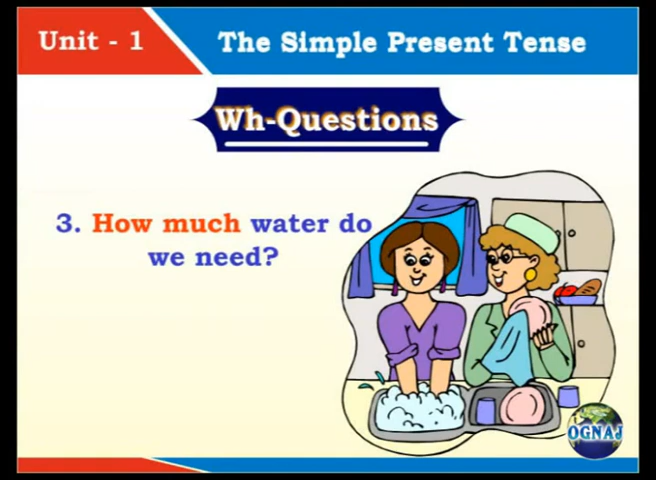 Unit - 1
The Simple Present Tense
Wh-Questions
3. How much water do
we need?
OGNAJ